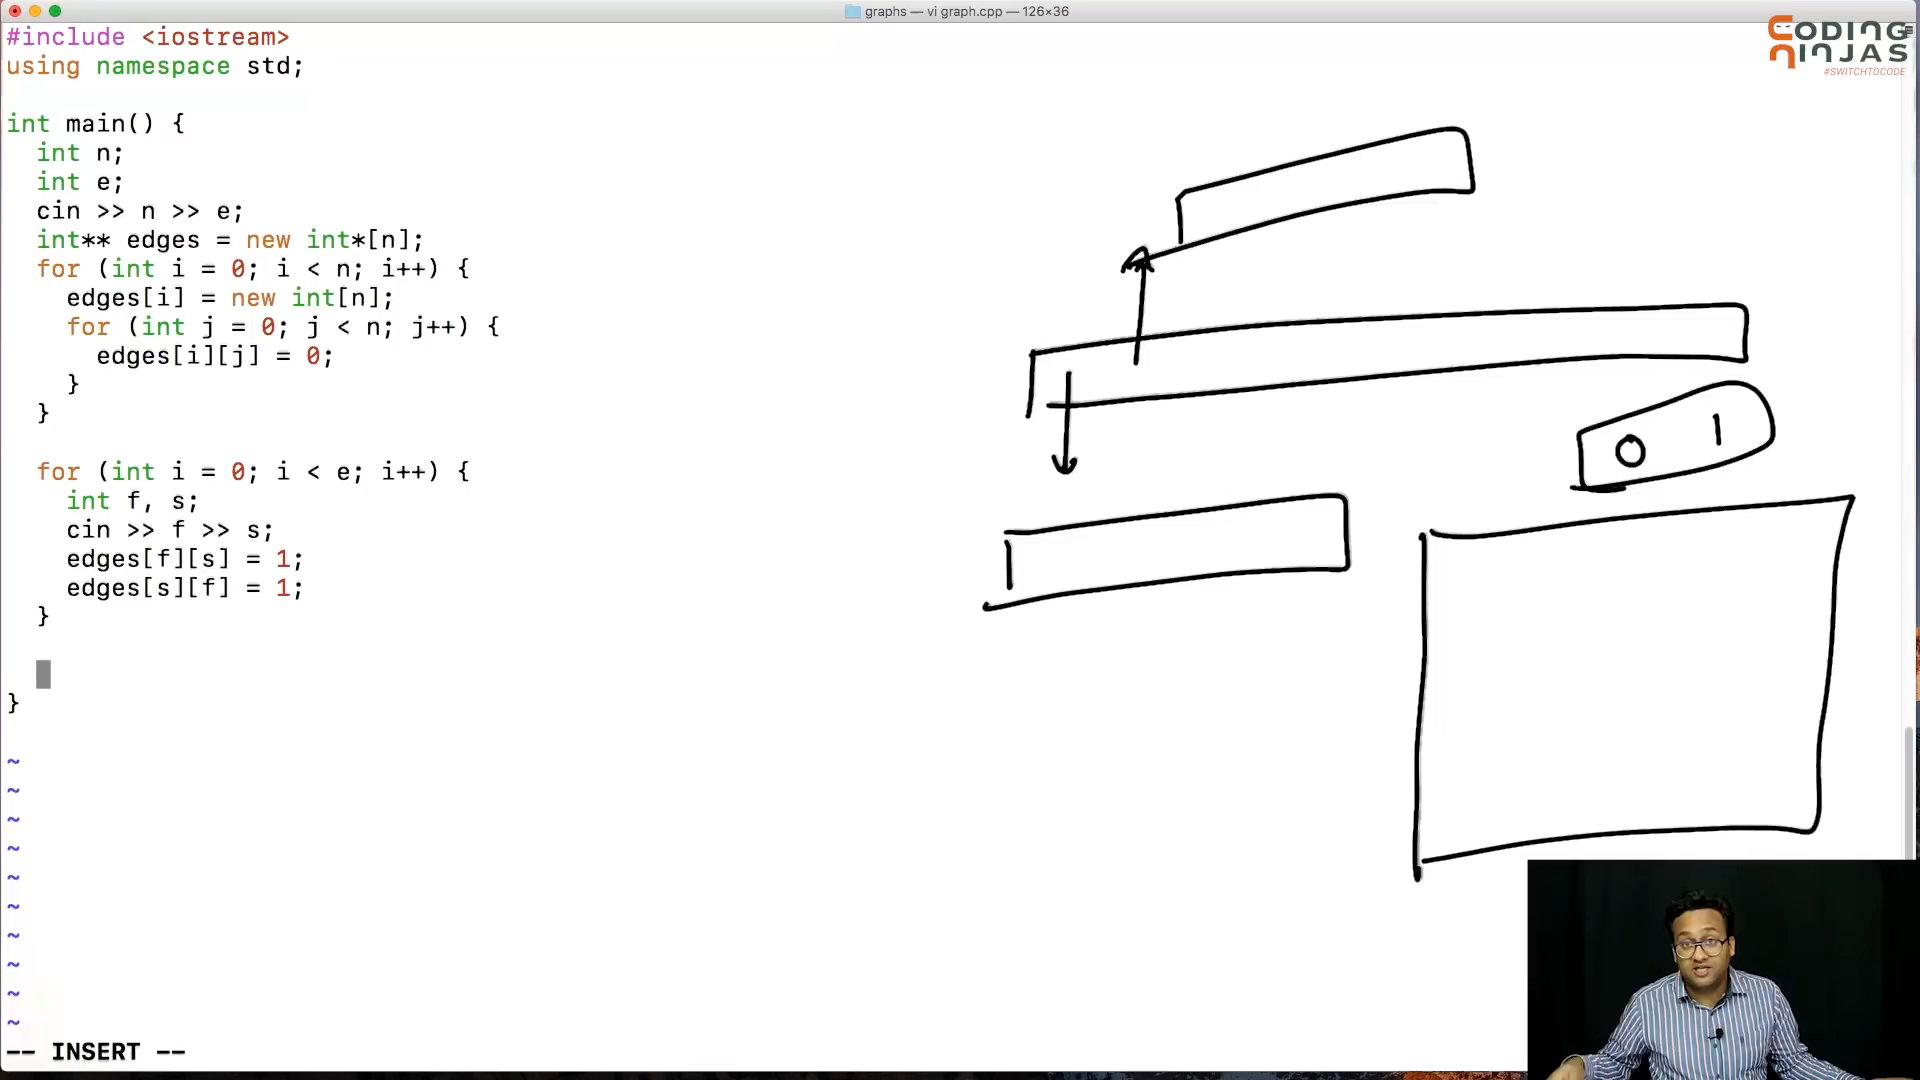 graphs — vi graph.cpp — 126×36
CODING
NINJAS
#SWITCHTOCODE
#include <iostream>
using namespace std;
int main() {
int n;
int e;
cin >> n >> e;
int** edges = new int*[n];
for (int i = 0; i < n; i++) {
edges[i] = new int[n];
for (int j = 0; j < n; j++) {
edges[i][j] = 0;
}
}
for (int i = 0; i < e; i++) {
int f, s;
cin >> f >> s;
edges[f][s] = 1;
edges[s][f] = 1;
}
}
~
~
~
~
~
~
~
~
~
~
-- INSERT --
0 1